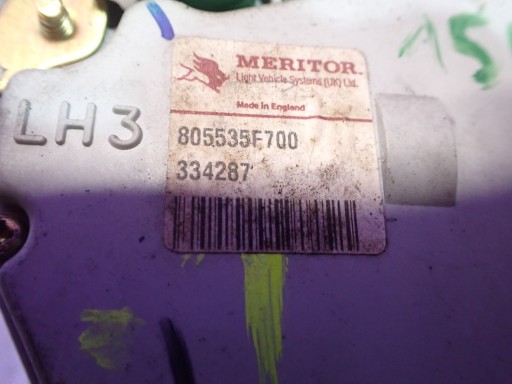 MERITOR
Light Vehicle Systems (UK) Ltd.
Made in England
LH3
805535F700
334287